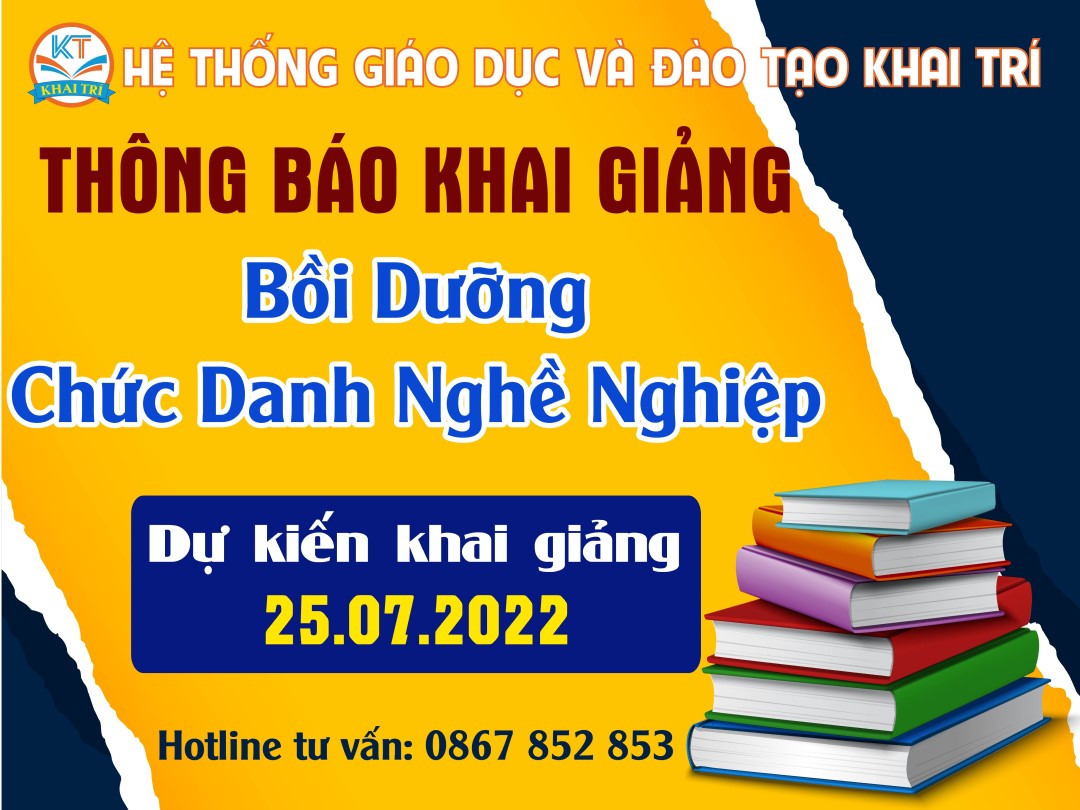 KT
KHAI TRÍ
HỆ THỐNG GIÁO DỤC VÀ ĐÀO TẠO KHAI TRÍ
THÔNG BÁO KHAI GIẢNG
Bồi Dưỡng
Chức Danh Nghề Nghiệp
Dự kiến khai giảng
25.07.2022
Hotline tư vấn: 0867 852 853